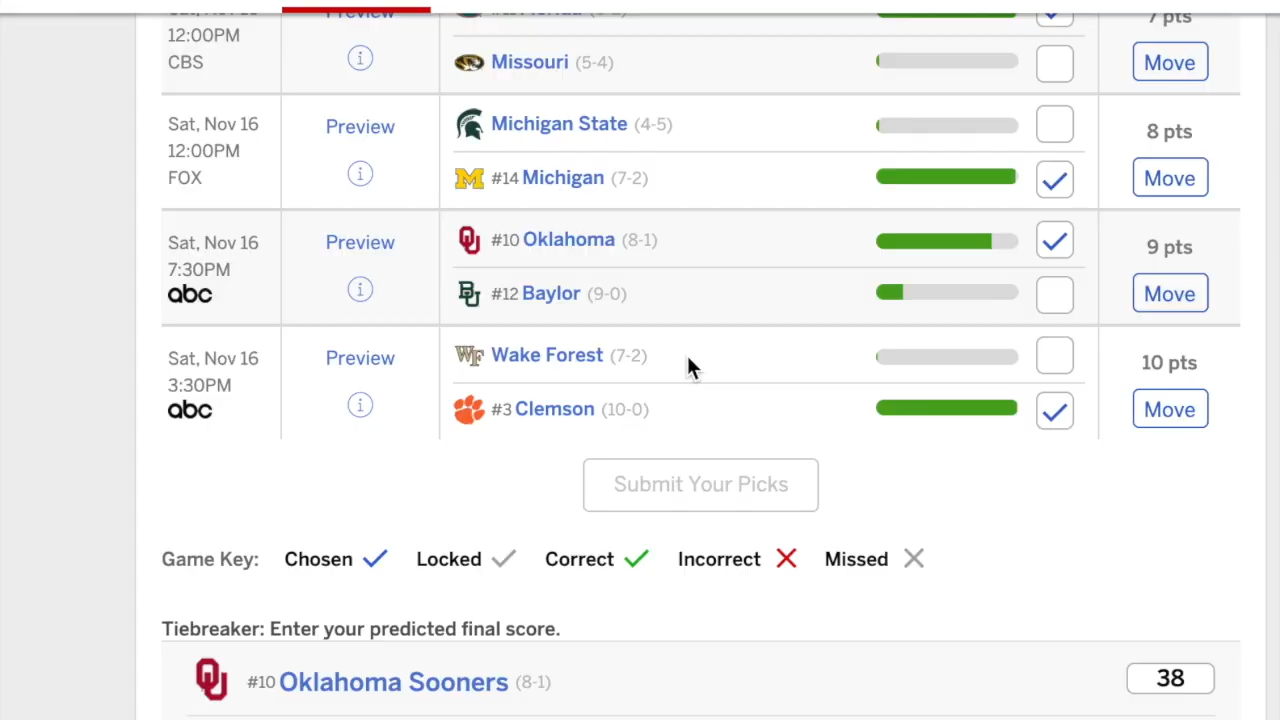 Preview
7 pts
12:00PM
CBS
Missouri (5-4)
Move
Sat, Nov 16
12:00PM
FOX
Preview
Michigan State (4-5)
#14 Michigan (7-2)
8 pts
Move
Sat, Nov 16
7:30PM
abc
Preview
#10 Oklahoma (8-1)
#12 Baylor (9-0)
9 pts
Move
Sat, Nov 16
3:30PM
abc
Preview
WF Wake Forest (7-2)
#3 Clemson (10-0)
10 pts
Move
Submit Your Picks
Game Key: Chosen Locked Correct Incorrect Missed
Tiebreaker: Enter your predicted final score.
#10 Oklahoma Sooners (8-1)
38